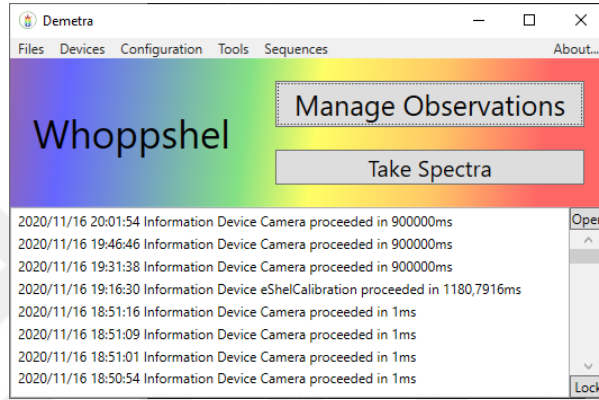 Demetra
Files Devices Configuration Tools Sequences About...
Whoppshel
Manage Observations
Take Spectra
2020/11/16 20:01:54 Information Device Camera proceeded in 900000ms
2020/11/16 19:46:46 Information Device Camera proceeded in 900000ms
2020/11/16 19:31:38 Information Device Camera proceeded in 900000ms
2020/11/16 19:16:30 Information Device eShelCalibration proceeded in 1180,7916ms
2020/11/16 18:51:16 Information Device Camera proceeded in 1ms
2020/11/16 18:51:09 Information Device Camera proceeded in 1ms
2020/11/16 18:51:01 Information Device Camera proceeded in 1ms
2020/11/16 18:50:54 Information Device Camera proceeded in 1ms
Open
Lock